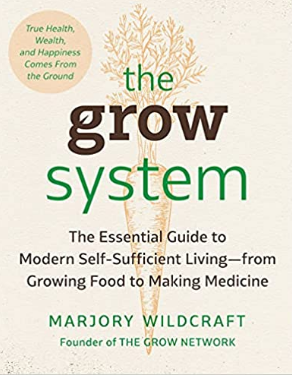 True Health,
Wealth,
and Happiness
Comes From
the Ground
the
grow
system
The Essential Guide to
Modern Self-Sufficient Living—from
Growing Food to Making Medicine
MARJORY WILDCRAFT
Founder of THE GROW NETWORK